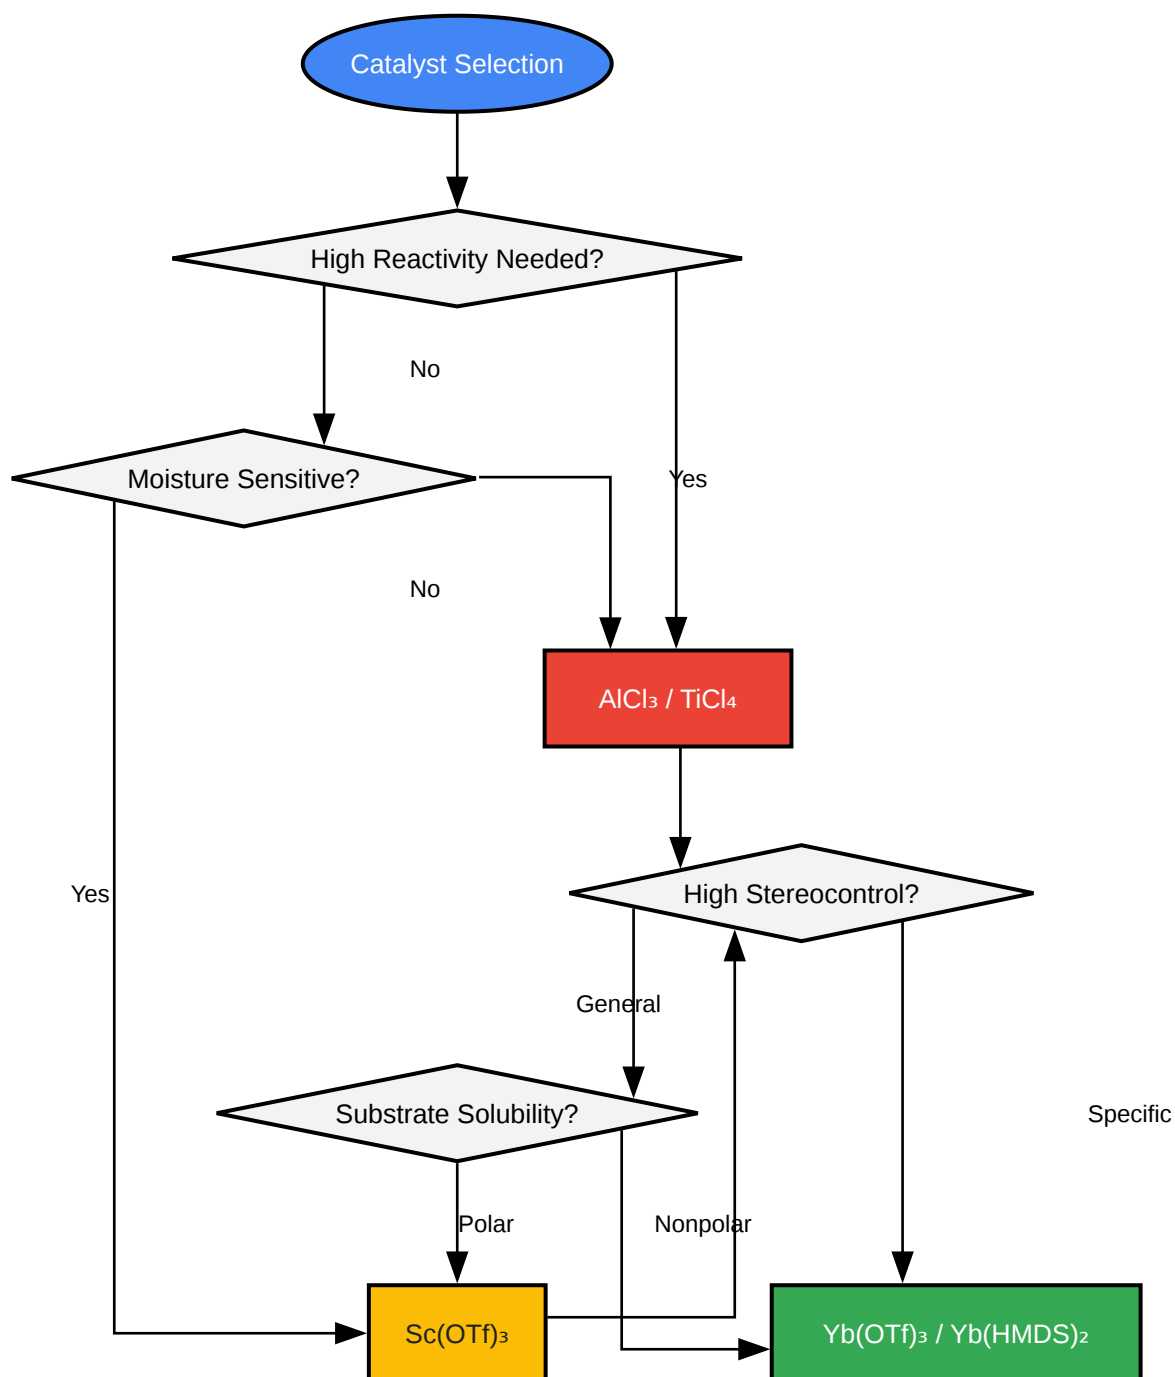 Catalyst Selection
High Reactivity Needed?
No
Moisture Sensitive?
Yes
No
AlCl₃ / TiCl₄
Yes
High Stereocontrol?
General
Substrate Solubility?
Specific
Polar
Nonpolar
Sc(OTf)₃
Yb(OTf)₃ / Yb(HMDS)₂